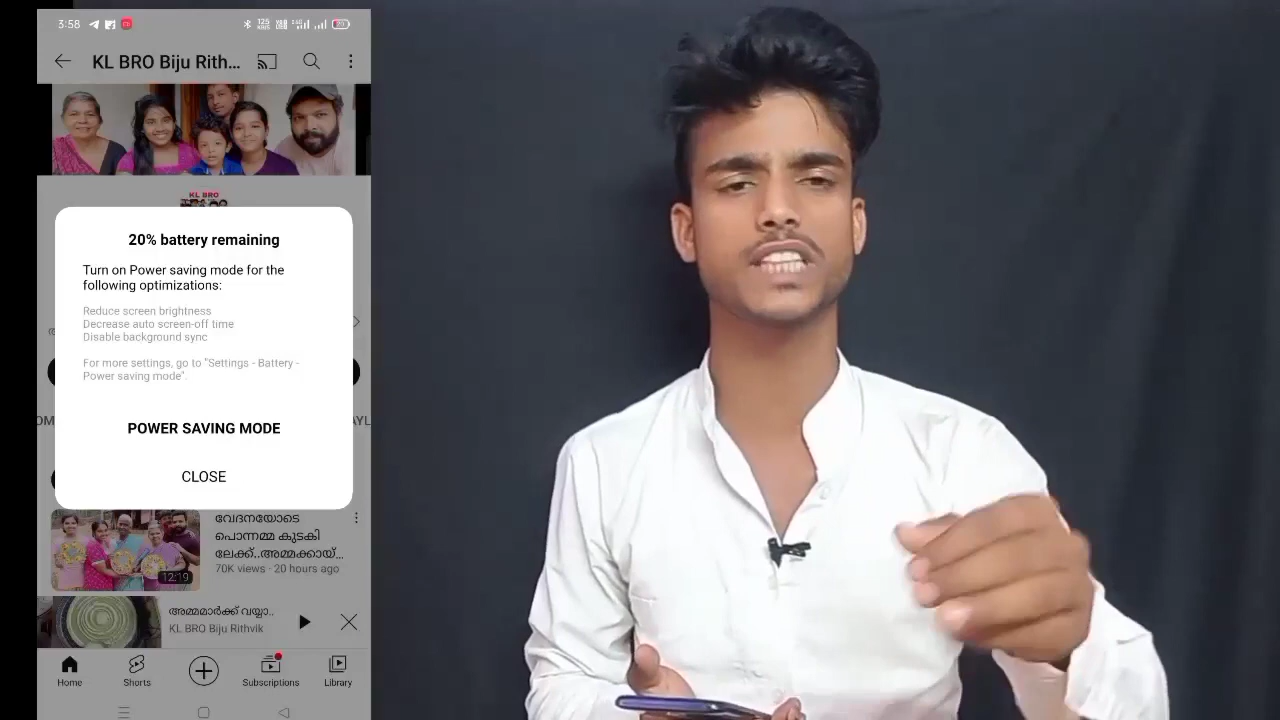 3:58
KL BRO Biju Rith...
KL BRO
20% battery remaining
Turn on Power saving mode for the
following optimizations:
Reduce screen brightness
Decrease auto screen-off time
Disable background sync
For more settings, go to "Settings - Battery -
Power saving mode".
POWER SAVING MODE
CLOSE
വേദനയോടെ
പൊന്നമ്മ കുടകി
ലേക്ക്..അമ്മക്കായ്...
70K views · 20 hours ago
12:19
അമ്മമാർക്ക് വയ്യാ..
KL BRO Biju Rithvik
Home
Shorts
Subscriptions
Library